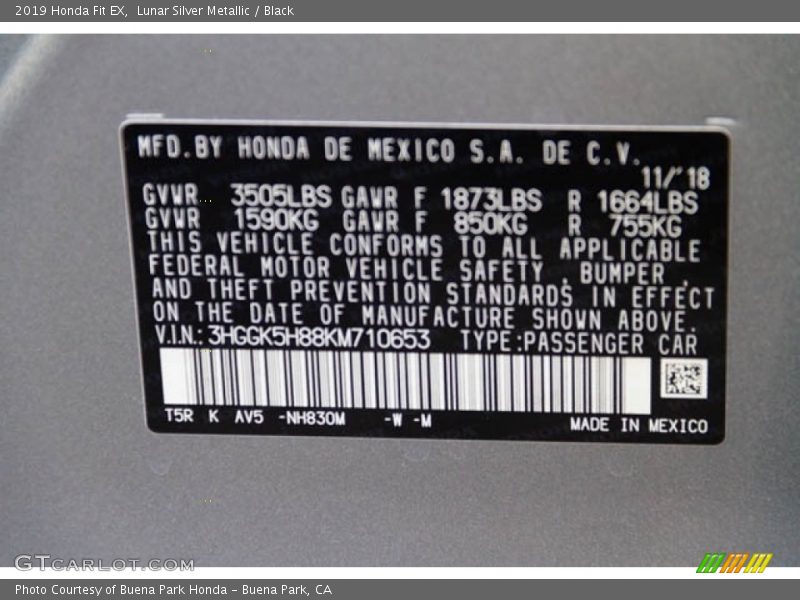 2019 Honda Fit EX, Lunar Silver Metallic / Black
MFD.BY HONDA DE MEXICO S.A. DE C.V.
11/'18
GVWR 3505LBS GAWR F 1873LBS R 1664LBS
GVWR 1590KG GAWR F 850KG R 755KG
THIS VEHICLE CONFORMS TO ALL APPLICABLE
FEDERAL MOTOR VEHICLE SAFETY, BUMPER,
AND THEFT PREVENTION STANDARDS IN EFFECT
ON THE DATE OF MANUFACTURE SHOWN ABOVE.
V.I.N.: 3HGGK5H88KM710653 TYPE:PASSENGER CAR
T5R K AV5 -NH830M -W -M
MADE IN MEXICO
GTCARLOT.COM
Photo Courtesy of Buena Park Honda - Buena Park, CA